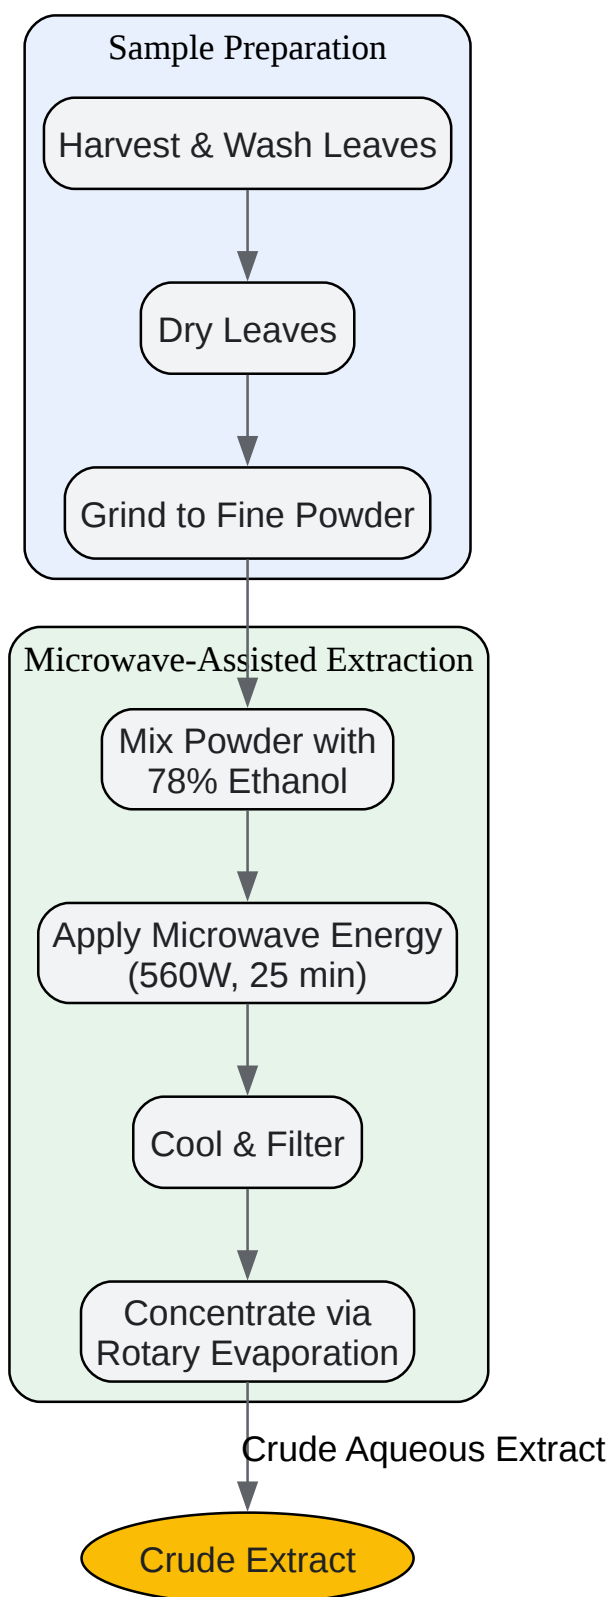 Sample Preparation
Harvest & Wash Leaves
Dry Leaves
Grind to Fine Powder
Microwave-Assisted Extraction
Mix Powder with
78% Ethanol
Apply Microwave Energy
(560W, 25 min)
Cool & Filter
Concentrate via
Rotary Evaporation
Crude Aqueous Extract
Crude Extract